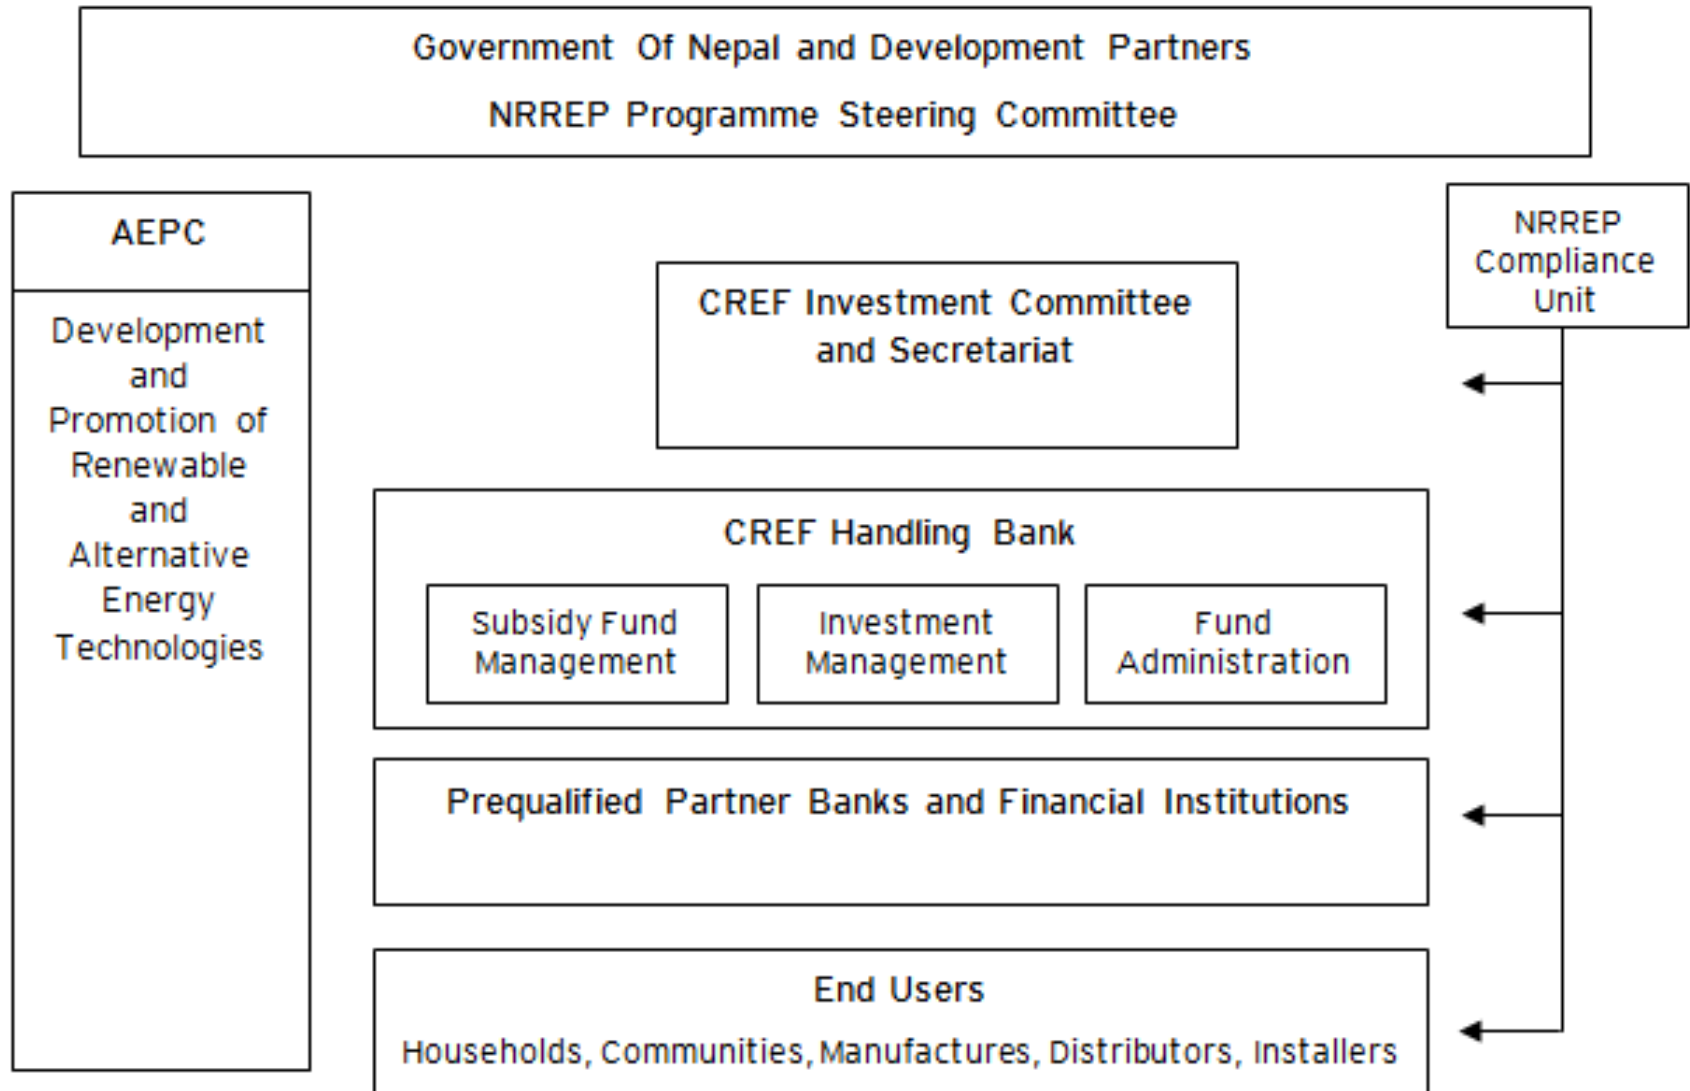 Government Of Nepal and Development Partners
NRREP Programme Steering Committee
AEPC
Development
and
Promotion of
Renewable
and
Alternative
Energy
Technologies
NRREP
Compliance
Unit
CREF Investment Committee
and Secretariat
CREF Handling Bank
Subsidy Fund
Management
Investment
Management
Fund
Administration
Prequalified Partner Banks and Financial Institutions
End Users
Households, Communities, Manufactures, Distributors, Installers